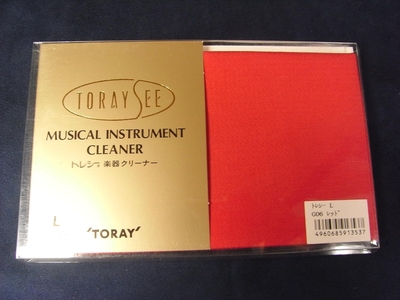 TORAYSEE
MUSICAL INSTRUMENT
CLEANER
トレシー 楽器クリーナー
L
'TORAY'
トレシー L
G06 レッド
4960685913537